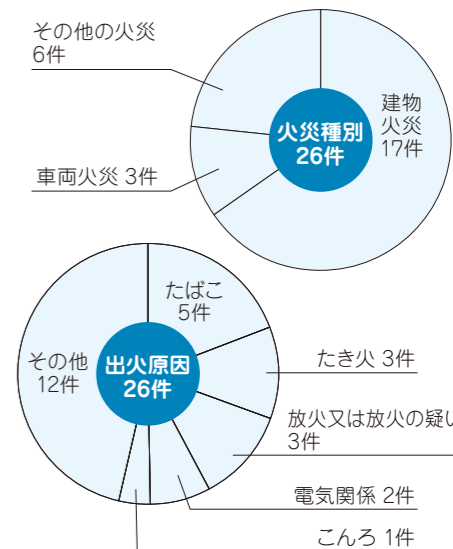 その他の火災
6件
火災種別
26件
建物
火災
17件
車両火災 3件
たばこ
5件
その他
12件
出火原因
26件
たき火 3件
放火又は放火の疑い
3件
電気関係 2件
こんろ 1件